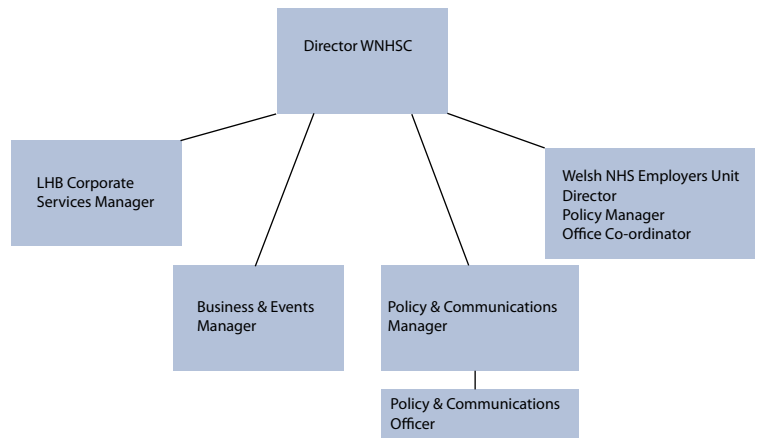 Director WNHSC
LHB Corporate
Services Manager
Welsh NHS Employers Unit
Director
Policy Manager
Office Co-ordinator
Business & Events
Manager
Policy & Communications
Manager
Policy & Communications
Officer